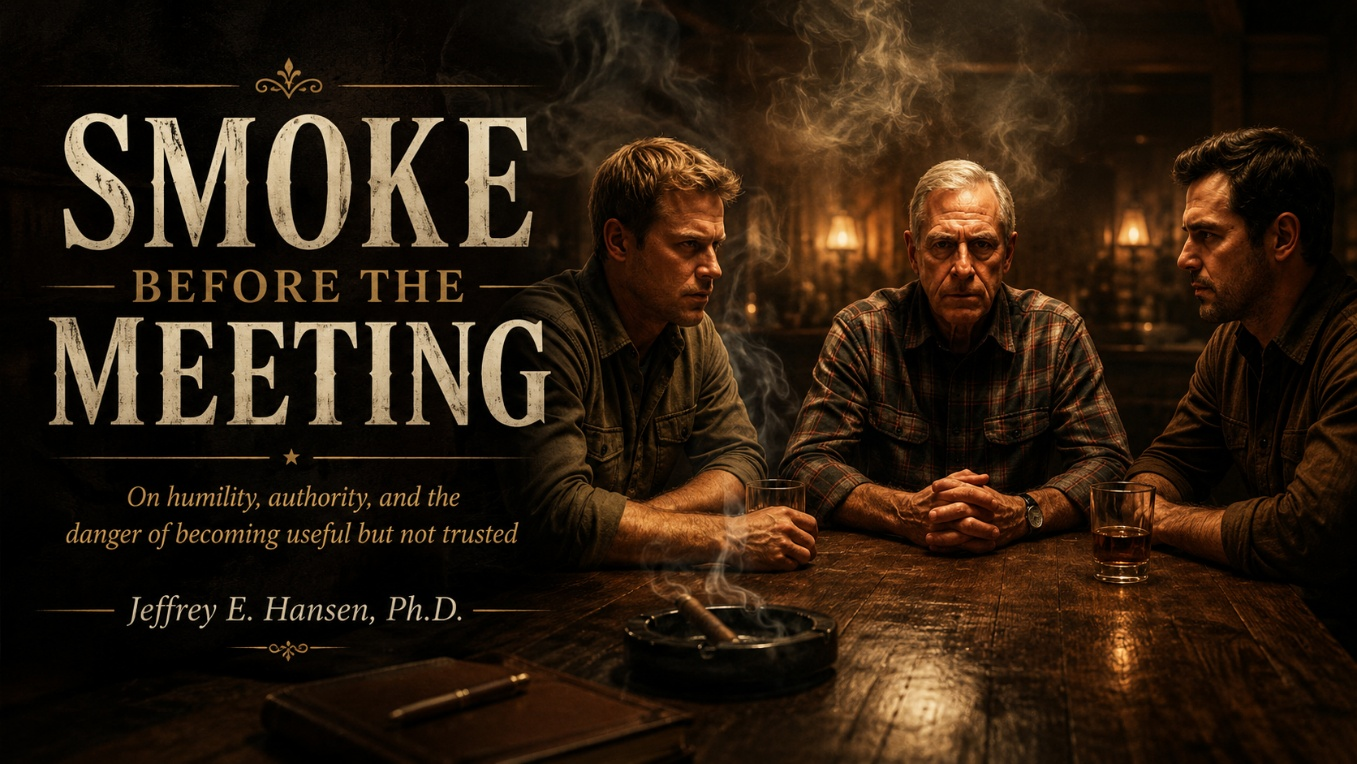 SMOKE
BEFORE THE
MEETING
On humility, authority, and the
danger of becoming useful but not trusted
Jeffrey E. Hansen, Ph.D.